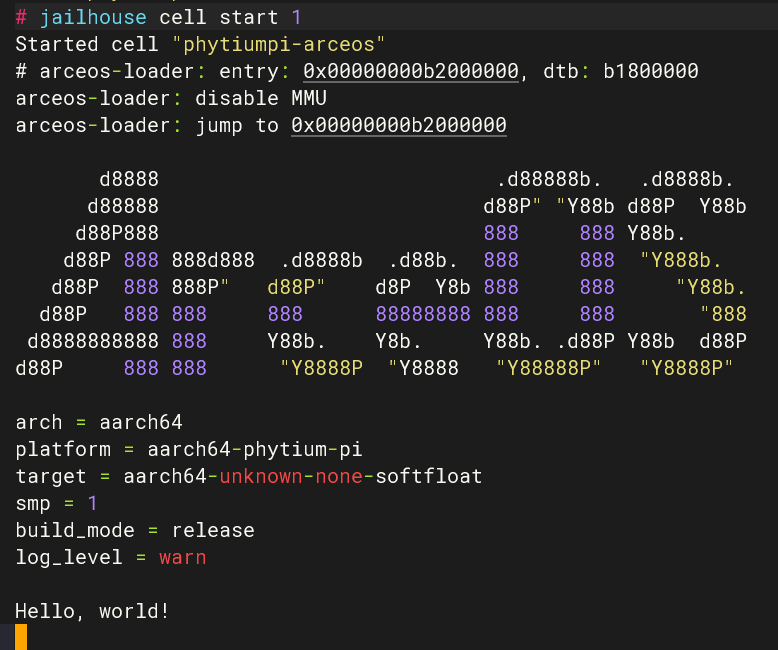 # jailhouse cell start 1
Started cell "phytiumpi-arceos"
# arceos-loader: entry: 0x00000000b2000000, dtb: b1800000
arceos-loader: disable MMU
arceos-loader: jump to 0x00000000b2000000

       d8888                            .d88888b.   .d8888b.
      d88888                           d88P" "Y88b d88P  Y88b
     d88P888                           888     888 Y88b.
    d88P 888 888d888  .d8888b  .d88b.  888     888  "Y888b.
   d88P  888 888P"   d88P"    d8P  Y8b 888     888     "Y88b.
  d88P   888 888     888      88888888 888     888       "888
 d8888888888 888     Y88b.    Y8b.     Y88b. .d88P Y88b  d88P
d88P     888 888      "Y8888P  "Y8888   "Y88888P"   "Y8888P"

arch = aarch64
platform = aarch64-phytium-pi
target = aarch64-unknown-none-softfloat
smp = 1
build_mode = release
log_level = warn

Hello, world!